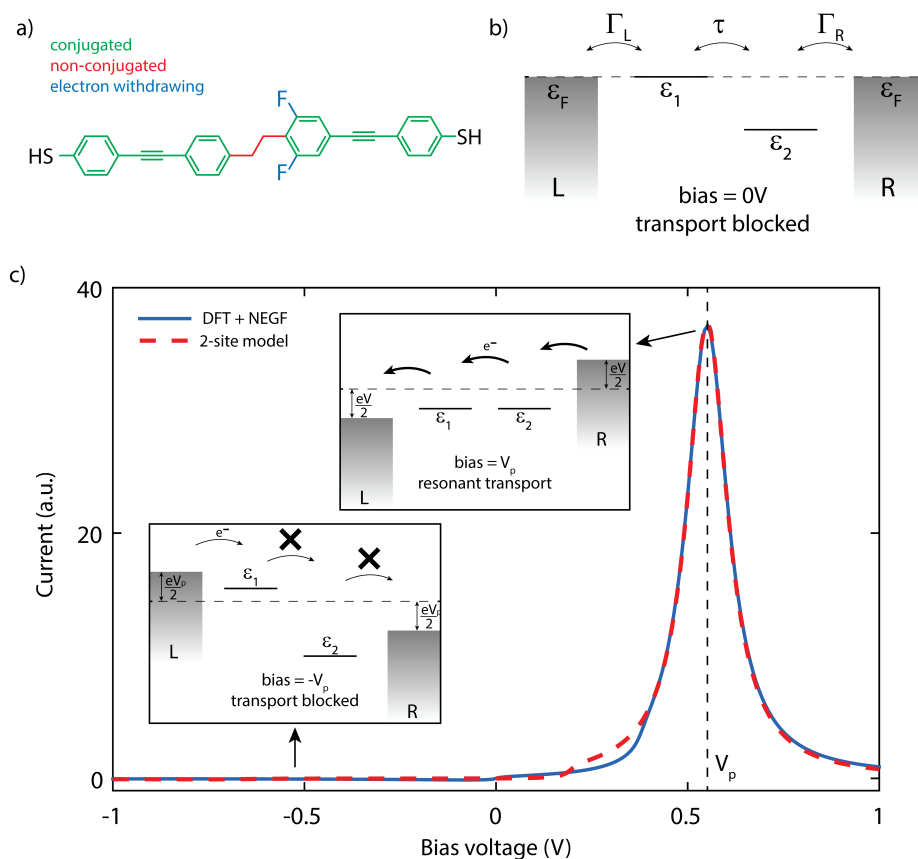 a)
conjugated
non-conjugated
electron withdrawing
HS
F
F
SH
b)
Γ_L
τ
Γ_R
ε_F
ε_1
ε_2
ε_F
L
R
bias = 0V
transport blocked
c)
Current (a.u.)
40
20
0
DFT + NEGF
2-site model
e⁻
eV/2
eV/2
ε_1
ε_2
L
R
bias = V_p
resonant transport
e⁻
eV_p/2
ε_1
eV_p/2
L
ε_2
R
bias = -V_p
transport blocked
V_p
-1
-0.5
0
0.5
1
Bias voltage (V)